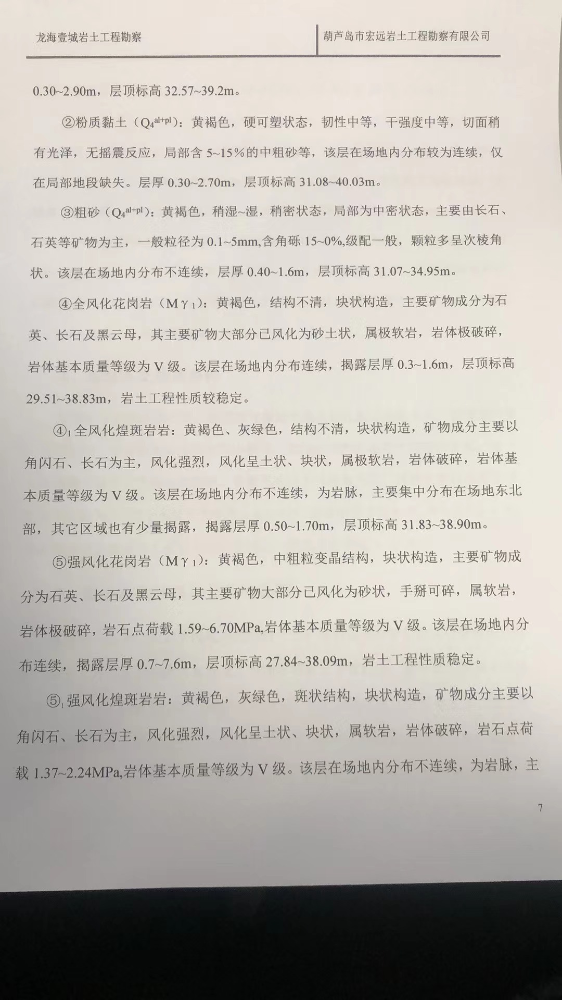 龙海壹城岩土工程勘察
葫芦岛市宏远岩土工程勘察有限公司
0.30~2.90m，层顶标高 32.57~39.2m。
②粉质黏土（Q₄ᵃˡ⁺ᵖˡ）：黄褐色，硬可塑状态，韧性中等，干强度中等，切面稍
有光泽，无摇震反应，局部含 5~15%的中粗砂等，该层在场地内分布较为连续，仅
在局部地段缺失。层厚 0.30~2.70m，层顶标高 31.08~40.03m。
③粗砂（Q₄ᵃˡ⁺ᵖˡ）：黄褐色，稍湿~湿，稍密状态，局部为中密状态，主要由长石、
石英等矿物为主，一般粒径为 0.1~5mm,含角砾 15~0%,级配一般，颗粒多呈次棱角
状。该层在场地内分布不连续，层厚 0.40~1.6m，层顶标高 31.07~34.95m。
④全风化花岗岩（Mγ₁）：黄褐色，结构不清，块状构造，主要矿物成分为石
英、长石及黑云母，其主要矿物大部分已风化为砂土状，属极软岩，岩体极破碎，
岩体基本质量等级为 V 级。该层在场地内分布连续，揭露层厚 0.3~1.6m，层顶标高
29.51~38.83m，岩土工程性质较稳定。
④₁全风化煌斑岩岩：黄褐色、灰绿色，结构不清，块状构造，矿物成分主要以
角闪石、长石为主，风化强烈，风化呈土状、块状，属极软岩，岩体破碎，岩体基
本质量等级为 V 级。该层在场地内分布不连续，为岩脉，主要集中分布在场地东北
部，其它区域也有少量揭露，揭露层厚 0.50~1.70m，层顶标高 31.83~38.90m。
⑤强风化花岗岩（Mγ₁）：黄褐色，中粗粒变晶结构，块状构造，主要矿物成
分为石英、长石及黑云母，其主要矿物大部分已风化为砂状，手掰可碎，属软岩，
岩体极破碎，岩石点荷载 1.59~6.70MPa,岩体基本质量等级为 V 级。该层在场地内分
布连续，揭露层厚 0.7~7.6m，层顶标高 27.84~38.09m，岩土工程性质稳定。
⑤₁强风化煌斑岩岩：黄褐色，灰绿色，斑状结构，块状构造，矿物成分主要以
角闪石、长石为主，风化强烈，风化呈土状、块状，属软岩，岩体破碎，岩石点荷
载 1.37~2.24MPa,岩体基本质量等级为 V 级。该层在场地内分布不连续，为岩脉，主
7